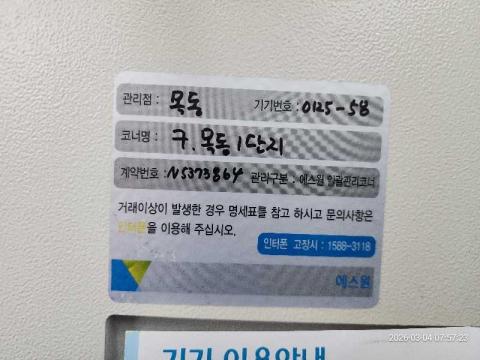 관리점 : 목동 기기번호 : 0125-58
코너명 : 구.목동1단지
계약번호 : N5373864 관리구분 : 에스원 일괄관리코너
거래이상이 발생한 경우 명세표를 참고 하시고 문의사항은
인터폰을 이용해 주십시오.
인터폰 고장시 : 1588-3118
에스원
기기 이용안내
2026-03-04 07:57:23